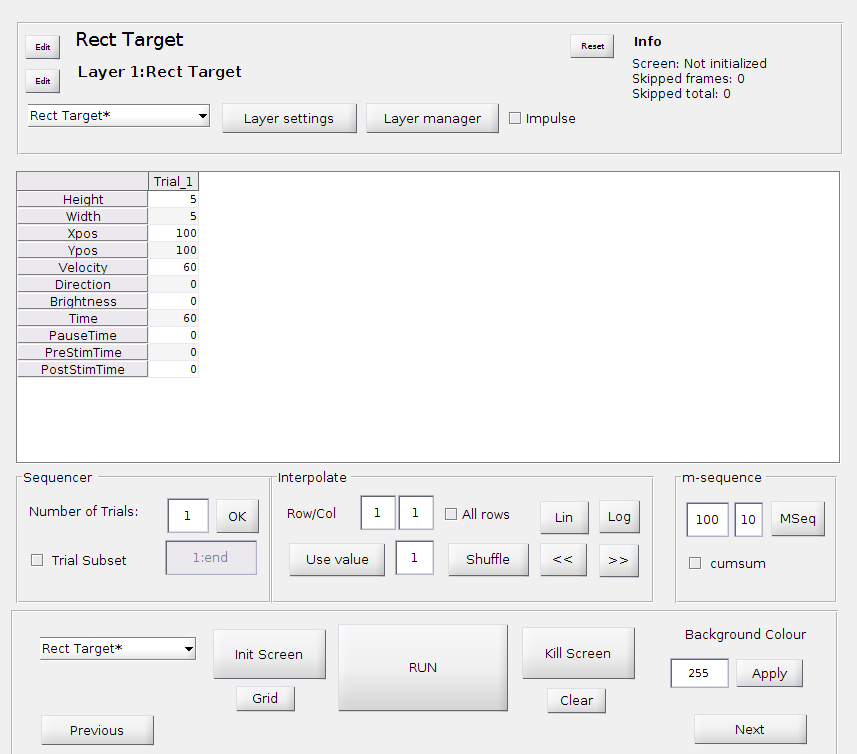 Edit Rect Target Reset Info
Edit Layer 1:Rect Target
Screen: Not initialized
Skipped frames: 0
Skipped total: 0
Rect Target* Layer settings Layer manager Impulse
Trial_1
Height 5
Width 5
Xpos 100
Ypos 100
Velocity 60
Direction 0
Brightness 0
Time 60
PauseTime 0
PreStimTime 0
PostStimTime 0
Sequencer
Number of Trials: 1 OK
Trial Subset 1:end
Interpolate
Row/Col 1 1 All rows Lin Log
Use value 1 Shuffle << >>
m-sequence
100 10 MSeq
cumsum
Rect Target* Init Screen RUN Kill Screen Background Colour
Grid Clear 255 Apply
Previous Next